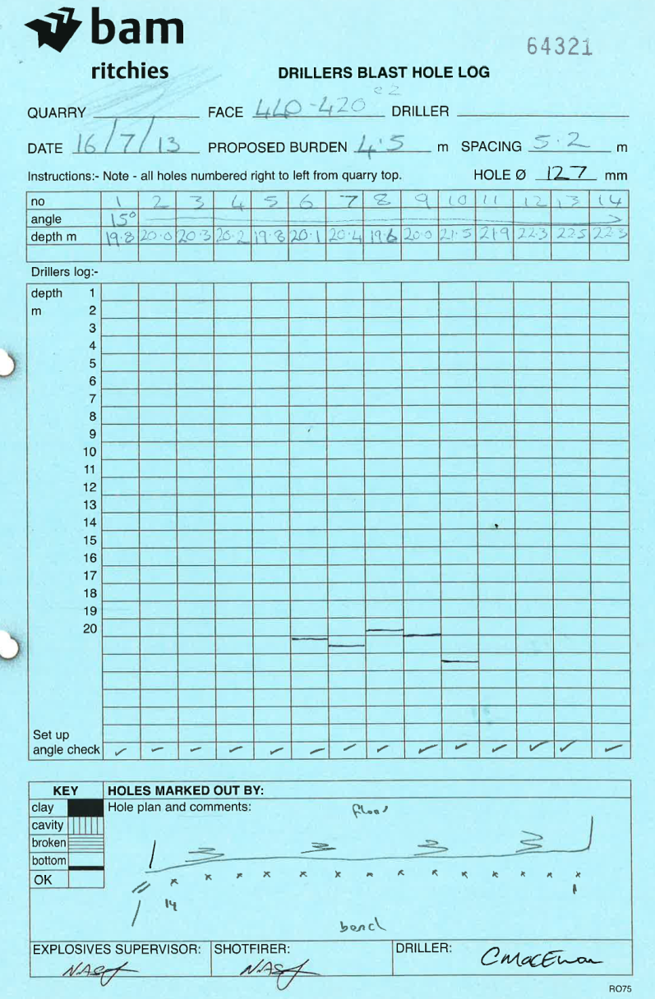 bam
ritchies
64321
DRILLERS BLAST HOLE LOG
QUARRY FACE 440-420 e2 DRILLER
DATE 16/7/13 PROPOSED BURDEN 4.5 m SPACING 5.2 m
Instructions:- Note - all holes numbered right to left from quarry top. HOLE Ø 127 mm
no 1 2 3 4 5 6 7 8 9 10 11 12 13 14
angle 15°
depth m 19.8 20.0 20.3 20.2 19.8 20.1 20.4 19.6 20.0 21.5 21.9 22.3 22.5 22.3
Drillers log:-
depth 1
m 2
3
4
5
6
7
8
9
10
11
12
13
14
15
16
17
18
19
20
Set up
angle check ✓ ✓ ✓ ✓ ✓ ✓ ✓ ✓ ✓ ✓ ✓ ✓ ✓ ✓
KEY HOLES MARKED OUT BY:
clay Hole plan and comments: floor
cavity
broken
bottom
OK
14 1
bench
EXPLOSIVES SUPERVISOR: SHOTFIRER: DRILLER:
C MacEwan
RO75